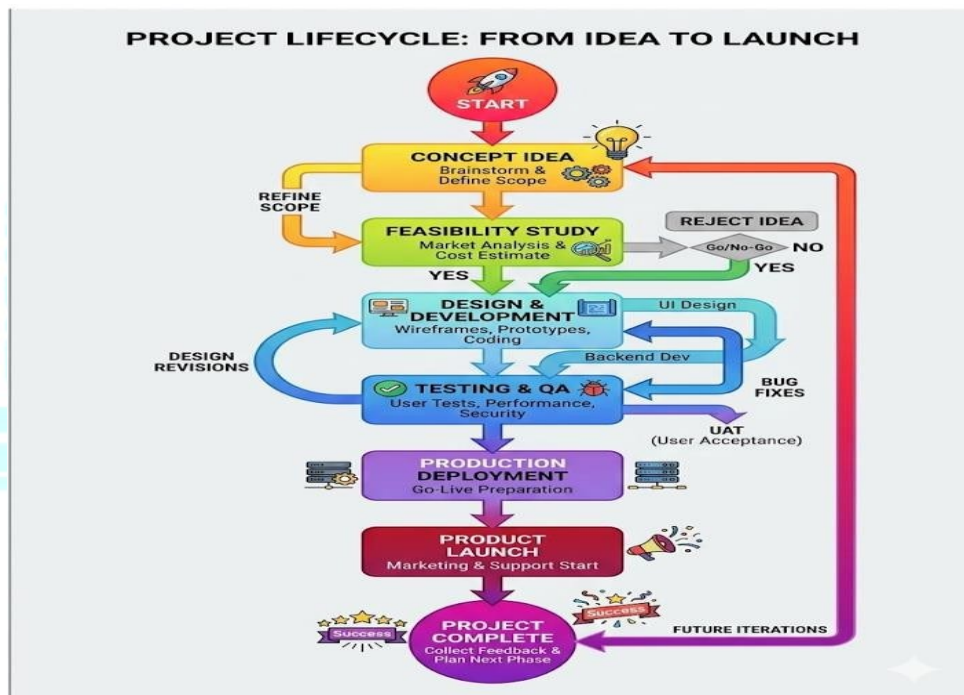 PROJECT LIFECYCLE: FROM IDEA TO LAUNCH
START
CONCEPT IDEA
Brainstorm &
Define Scope
REFINE
SCOPE
FEASIBILITY STUDY
Market Analysis &
Cost Estimate
REJECT IDEA
Go/No-Go
NO
YES
YES
DESIGN &
DEVELOPMENT
Wireframes, Prototypes,
Coding
UI Design
Backend Dev
DESIGN
REVISIONS
TESTING & QA
User Tests, Performance,
Security
BUG
FIXES
UAT
(User Acceptance)
PRODUCTION
DEPLOYMENT
Go-Live Preparation
PRODUCT
LAUNCH
Marketing & Support Start
Success
Success
PROJECT
COMPLETE
Collect Feedback &
Plan Next Phase
FUTURE ITERATIONS